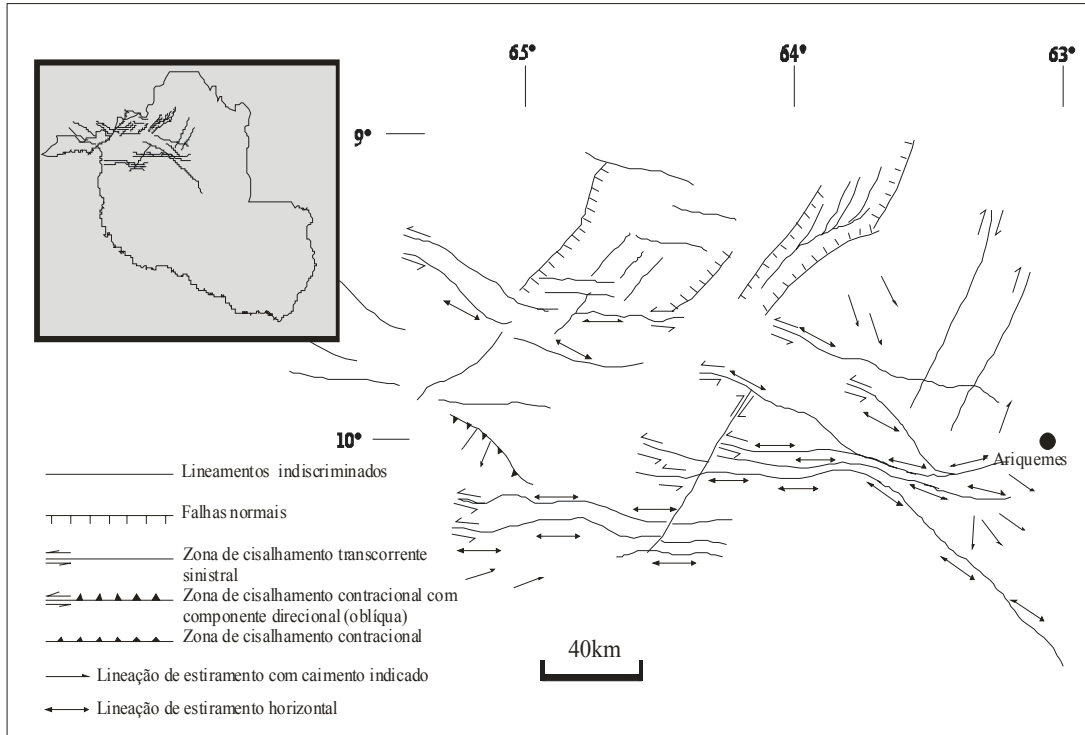 65°
64°
63°
9°
10°
Ariquemes
Lineamentos indiscriminados
Falhas normais
Zona de cisalhamento transcorrente
sinistral
Zona de cisalhamento contracional com
componente direcional (oblíqua)
Zona de cisalhamento contracional
Lineação de estiramento com caimento indicado
Lineação de estiramento horizontal
40km